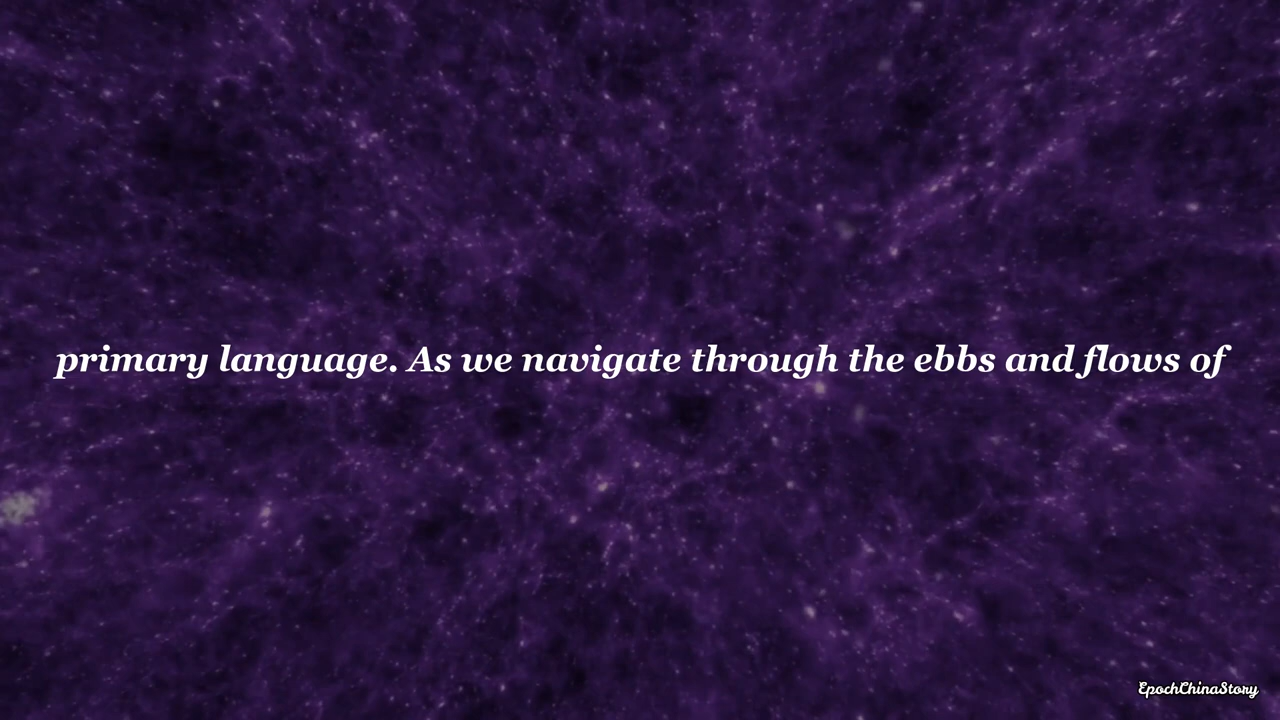 primary language. As we navigate through the ebbs and flows of
EpochChinaStory